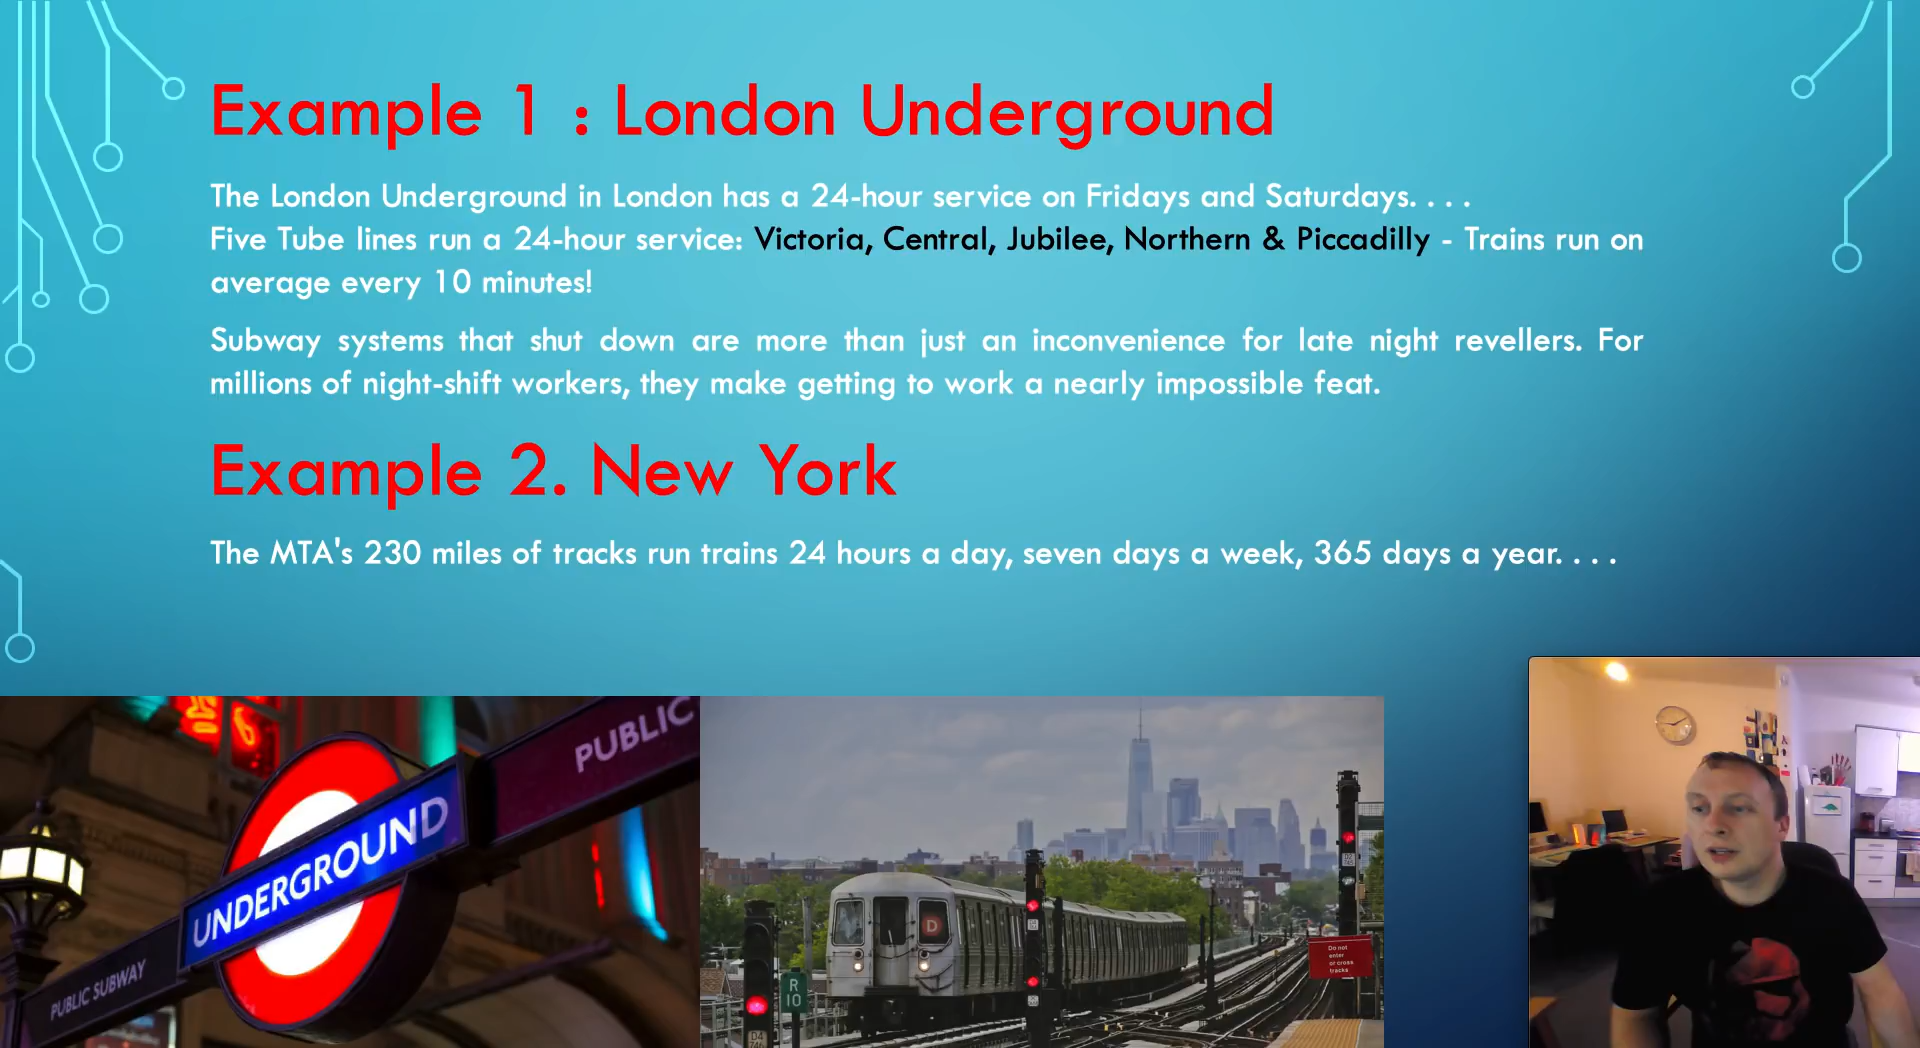 Example 1 : London Underground
The London Underground in London has a 24-hour service on Fridays and Saturdays. . . .
Five Tube lines run a 24-hour service: Victoria, Central, Jubilee, Northern & Piccadilly - Trains run on
average every 10 minutes!
Subway systems that shut down are more than just an inconvenience for late night revellers. For
millions of night-shift workers, they make getting to work a nearly impossible feat.
Example 2. New York
The MTA's 230 miles of tracks run trains 24 hours a day, seven days a week, 365 days a year. . . .
PUBLIC
UNDERGROUND
PUBLIC SUBWAY
D
R
10
Do not
enter
or cross
tracks